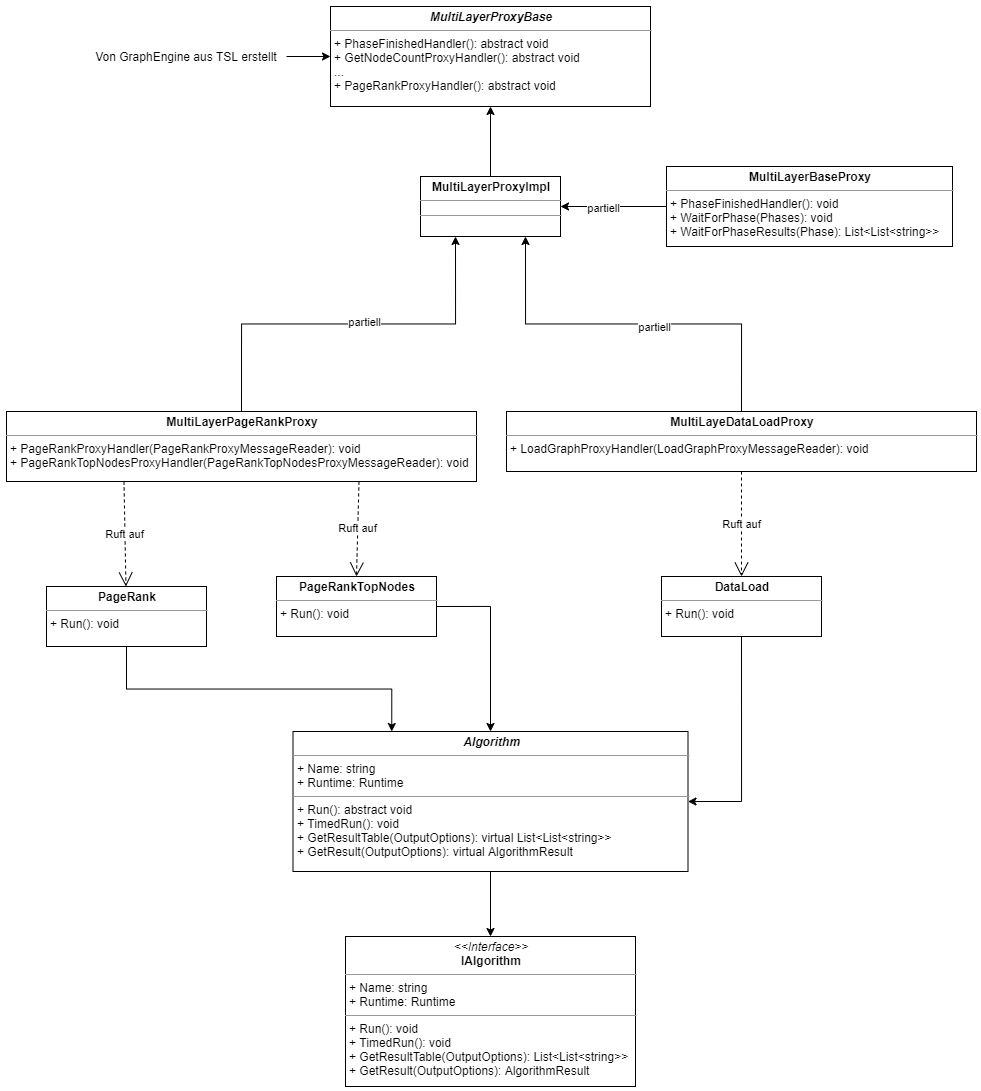 MultiLayerProxyBase
+ PhaseFinishedHandler(): abstract void
+ GetNodeCountProxyHandler(): abstract void
...
+ PageRankProxyHandler(): abstract void
Von GraphEngine aus TSL erstellt
MultiLayerProxyImpl
MultiLayerBaseProxy
+ PhaseFinishedHandler(): void
+ WaitForPhase(Phases): void
+ WaitForPhaseResults(Phase): List<List<string>>
partiell
partiell
partiell
MultiLayerPageRankProxy
+ PageRankProxyHandler(PageRankProxyMessageReader): void
+ PageRankTopNodesProxyHandler(PageRankTopNodesProxyMessageReader): void
MultiLayeDataLoadProxy
+ LoadGraphProxyHandler(LoadGraphProxyMessageReader): void
Ruft auf
Ruft auf
Ruft auf
PageRank
+ Run(): void
PageRankTopNodes
+ Run(): void
DataLoad
+ Run(): void
Algorithm
+ Name: string
+ Runtime: Runtime
+ Run(): abstract void
+ TimedRun(): void
+ GetResultTable(OutputOptions): virtual List<List<string>>
+ GetResult(OutputOptions): virtual AlgorithmResult
<<Interface>>
IAlgorithm
+ Name: string
+ Runtime: Runtime
+ Run(): void
+ TimedRun(): void
+ GetResultTable(OutputOptions): List<List<string>>
+ GetResult(OutputOptions): AlgorithmResult